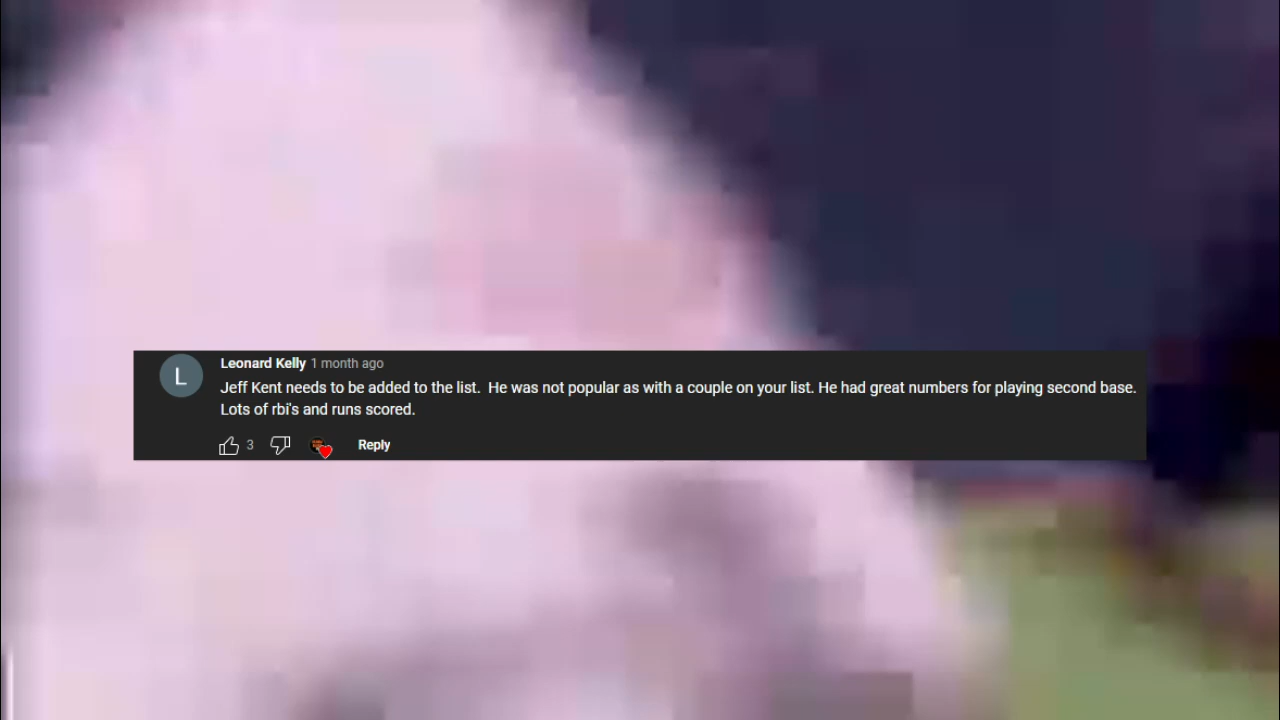 L
Leonard Kelly 1 month ago
Jeff Kent needs to be added to the list.  He was not popular as with a couple on your list. He had great numbers for playing second base.
Lots of rbi's and runs scored.
3 Reply